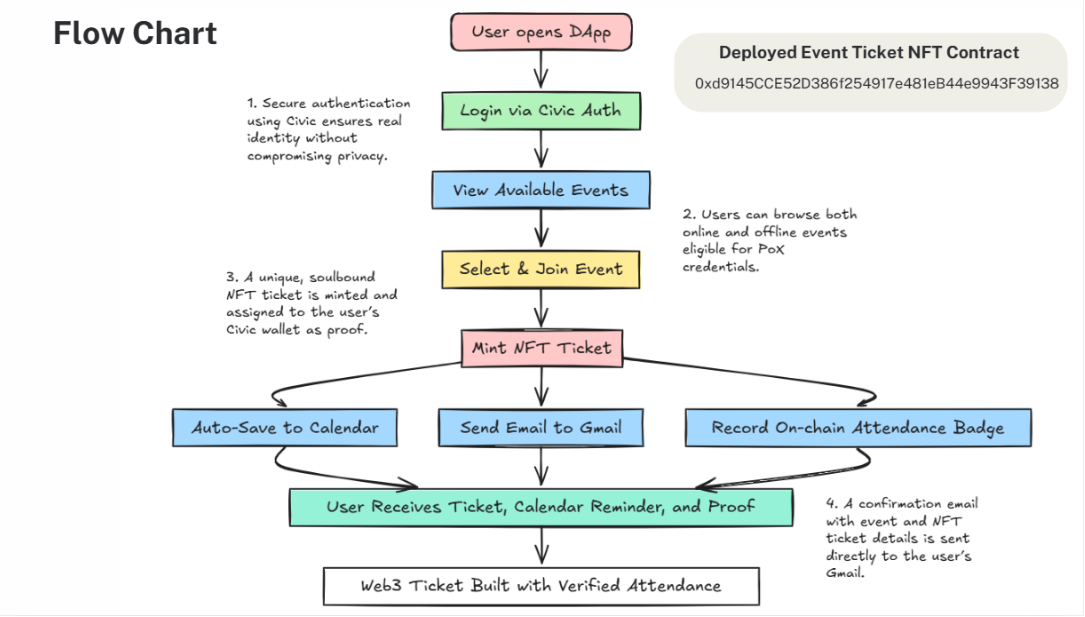 Flow Chart
User opens DApp
Deployed Event Ticket NFT Contract
0xd9145CCE52D386f254917e481eB44e9943F39138
1. Secure authentication
using Civic ensures real
identity without
compromising privacy.
Login via Civic Auth
View Available Events
2. Users can browse both
online and offline events
eligible for PoX
credentials.
Select & Join Event
3. A unique, soulbound
NFT ticket is minted and
assigned to the user's
Civic wallet as proof.
Mint NFT Ticket
Auto-Save to Calendar
Send Email to Gmail
Record On-chain Attendance Badge
User Receives Ticket, Calendar Reminder, and Proof
4. A confirmation email
with event and NFT
ticket details is sent
directly to the user's
Gmail.
Web3 Ticket Built with Verified Attendance